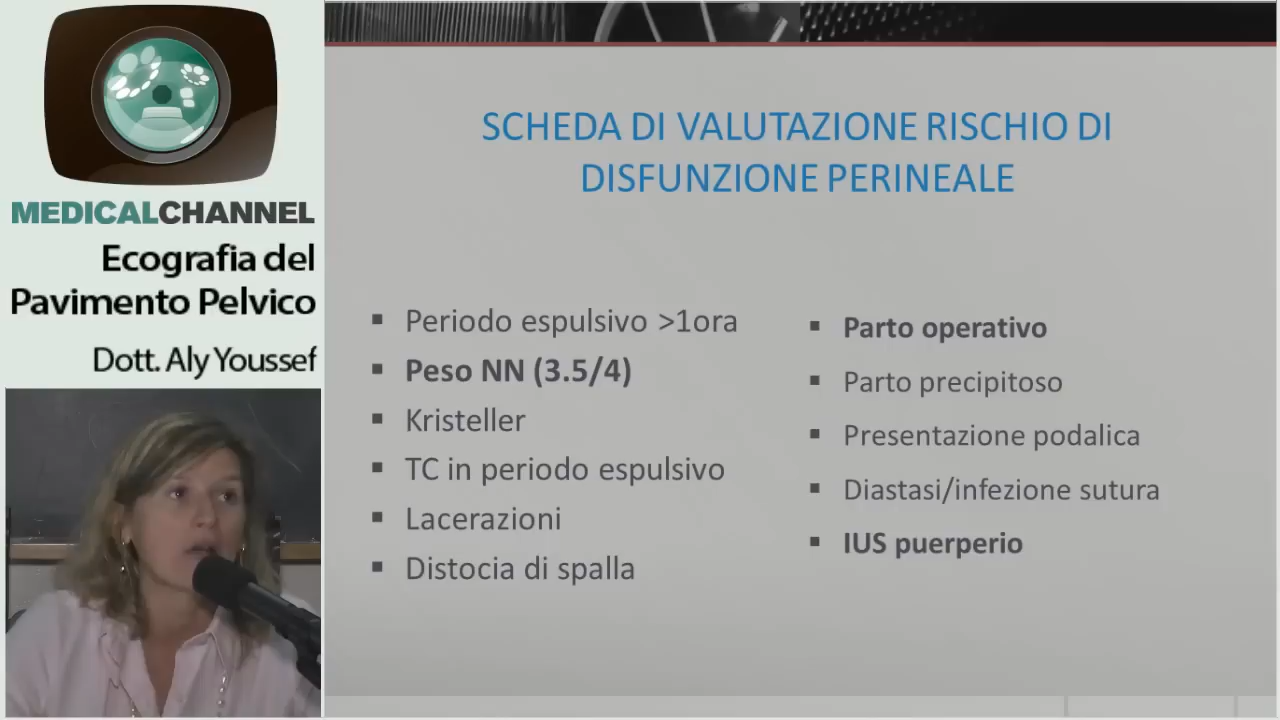 MEDICALCHANNEL
Ecografia del
Pavimento Pelvico
Dott. Aly Youssef
SCHEDA DI VALUTAZIONE RISCHIO DI
DISFUNZIONE PERINEALE
▪ Periodo espulsivo >1ora
▪ Peso NN (3.5/4)
▪ Kristeller
▪ TC in periodo espulsivo
▪ Lacerazioni
▪ Distocia di spalla
▪ Parto operativo
▪ Parto precipitoso
▪ Presentazione podalica
▪ Diastasi/infezione sutura
▪ IUS puerperio